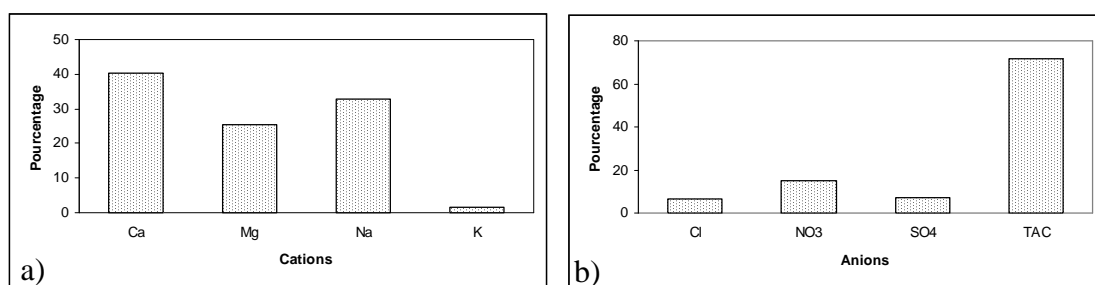 50
40
30
20
10
0
Pourcentage
Ca Mg Na K
Cations
a)
80
60
40
20
0
Pourcentage
Cl NO3 SO4 TAC
Anions
b)